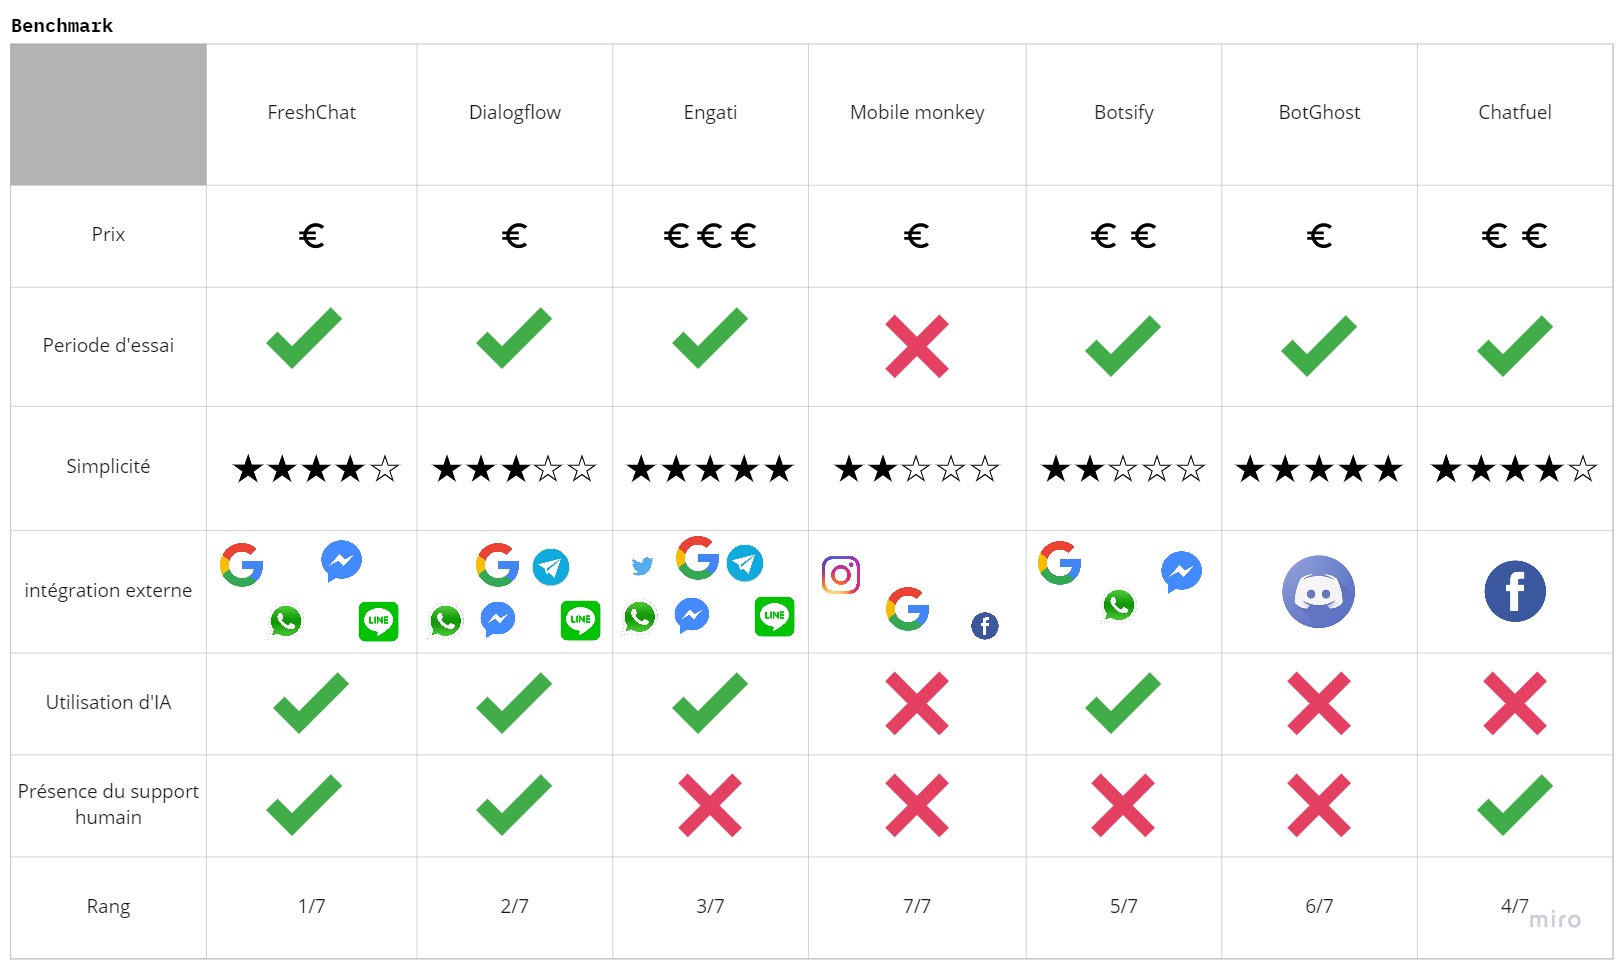 Benchmark
FreshChat
Dialogflow
Engati
Mobile monkey
Botsify
BotGhost
Chatfuel
Prix
€
€
€ € €
€
€ €
€
€ €
Periode d'essai
Simplicité
★★★★☆
★★★☆☆
★★★★★
★★☆☆☆
★★☆☆☆
★★★★★
★★★★☆
intégration externe
LINE
LINE
LINE
Utilisation d'IA
Présence du support
humain
Rang
1/7
2/7
3/7
7/7
5/7
6/7
4/7
miro